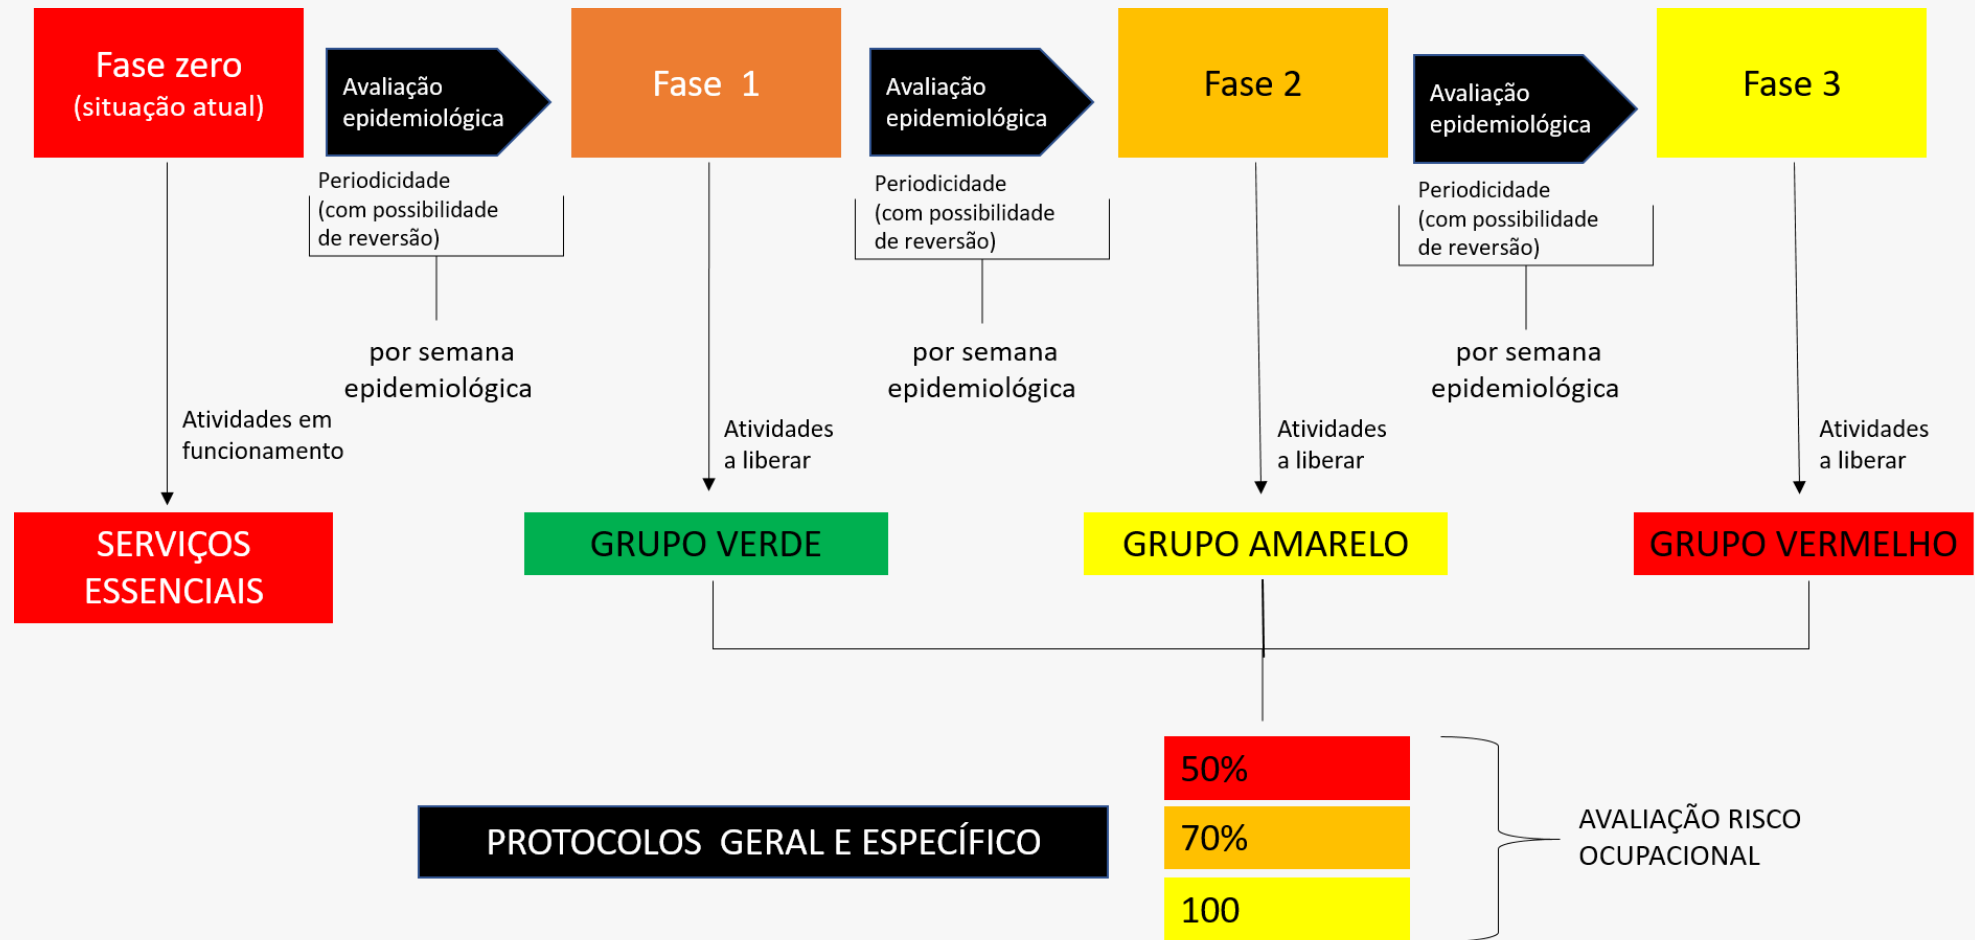 Fase zero
(situação atual)
Avaliação
epidemiológica
Fase 1
Avaliação
epidemiológica
Fase 2
Avaliação
epidemiológica
Fase 3
Periodicidade
(com possibilidade
de reversão)
Periodicidade
(com possibilidade
de reversão)
Periodicidade
(com possibilidade
de reversão)
por semana
epidemiológica
por semana
epidemiológica
por semana
epidemiológica
Atividades em
funcionamento
Atividades
a liberar
Atividades
a liberar
Atividades
a liberar
SERVIÇOS
ESSENCIAIS
GRUPO VERDE
GRUPO AMARELO
GRUPO VERMELHO
PROTOCOLOS GERAL E ESPECÍFICO
50%
70%
100
AVALIAÇÃO RISCO
OCUPACIONAL